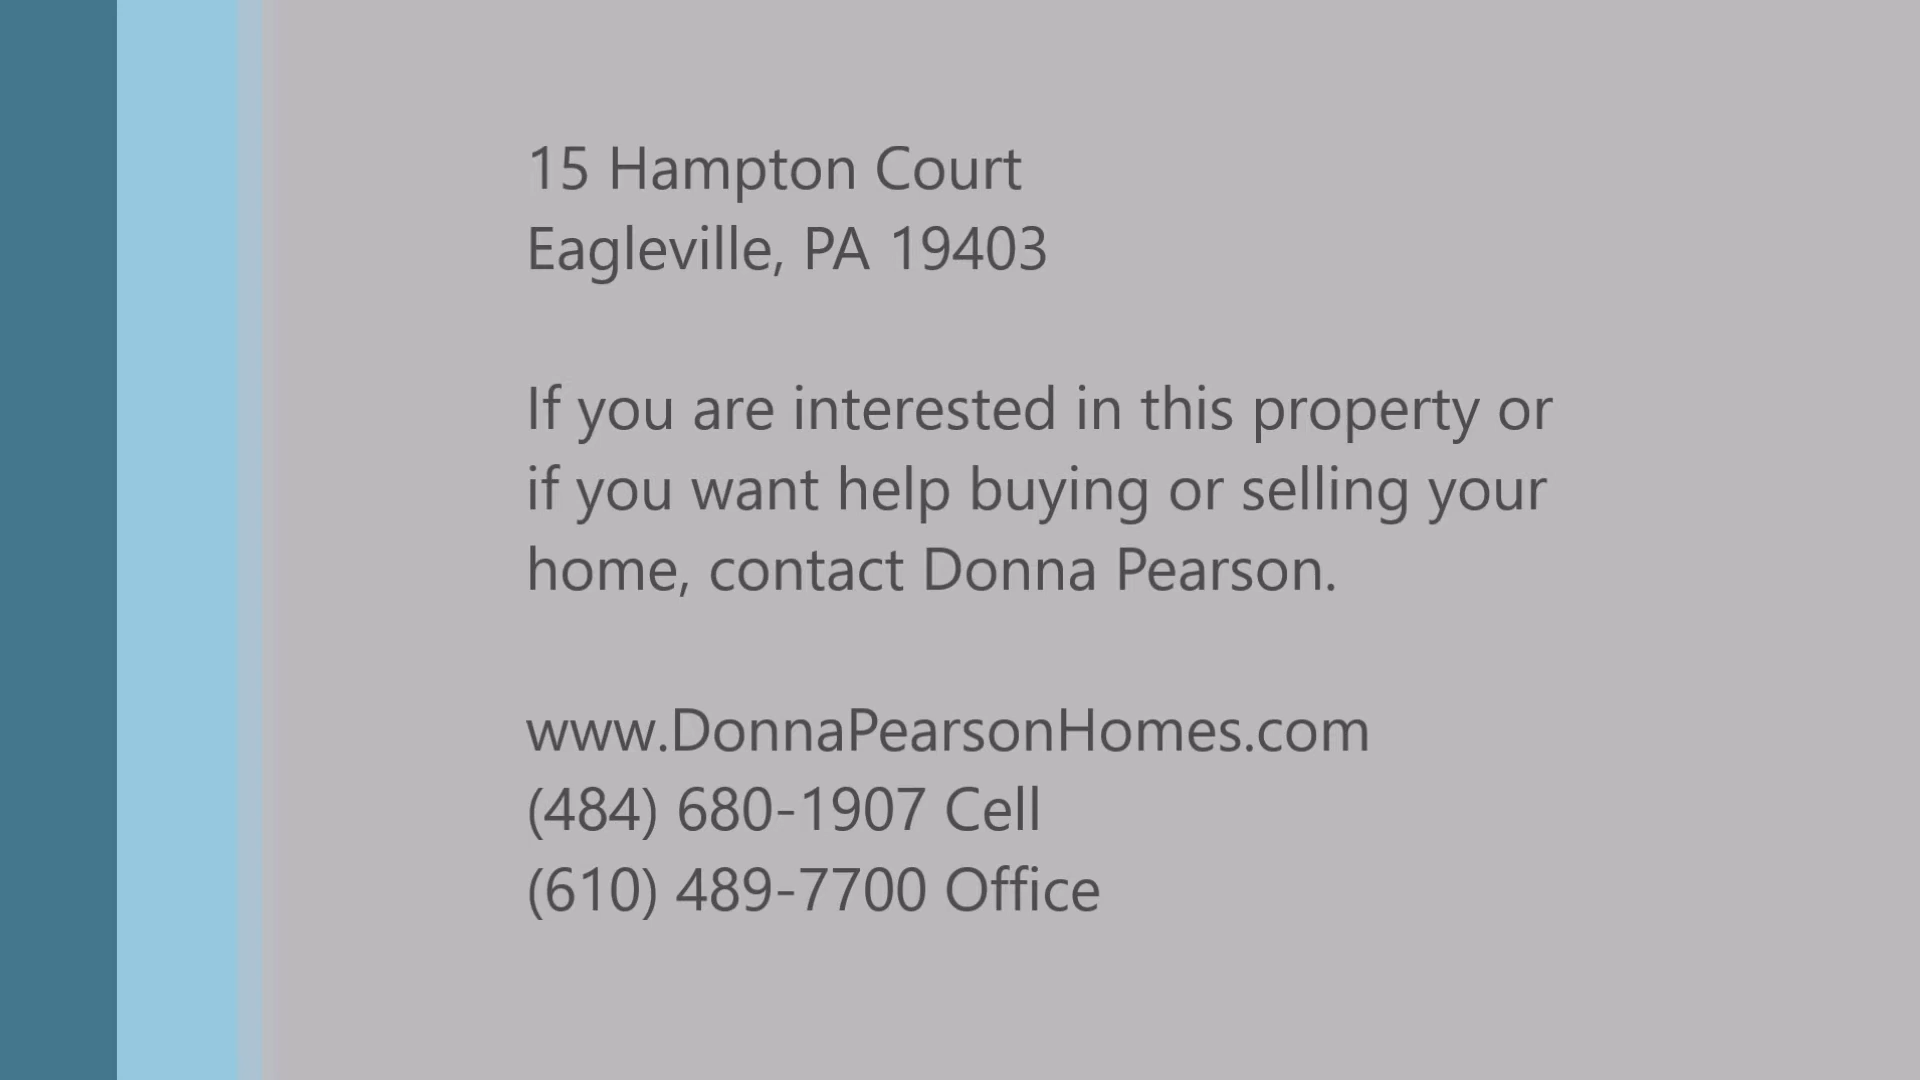 15 Hampton Court
Eagleville, PA 19403
If you are interested in this property or
if you want help buying or selling your
home, contact Donna Pearson.
www.DonnaPearsonHomes.com
(484) 680-1907 Cell
(610) 489-7700 Office